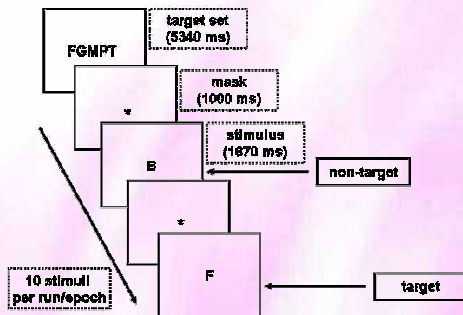 target set
(5340 ms)
FGMPT
mask
(1000 ms)
*
stimulus
(1670 ms)
B
non-target
*
F
10 stimuli
per run/epoch
target